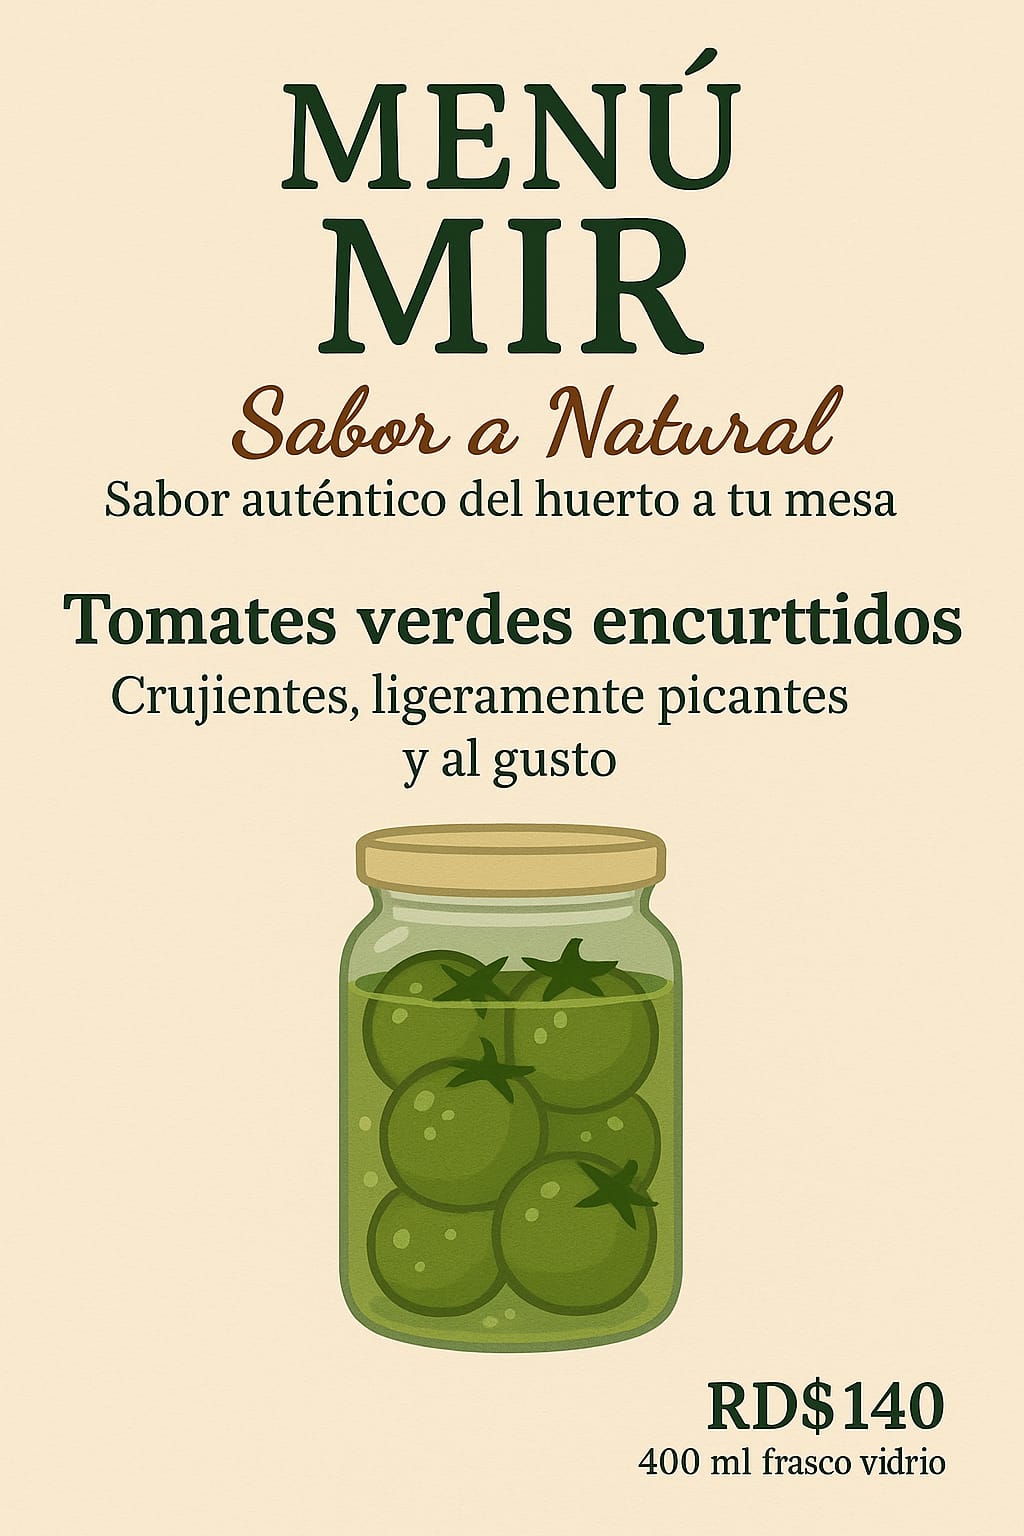 MENÚ
MIR
Sabor a Natural
Sabor auténtico del huerto a tu mesa
Tomates verdes encurttidos
Crujientes, ligeramente picantes
y al gusto
RD$140
400 ml frasco vidrio